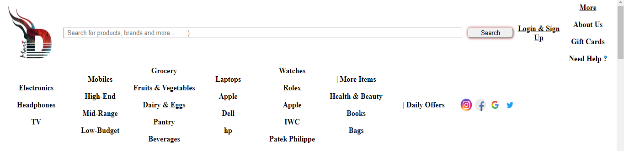 More
Search for products, brands and more... ...)
Search
Login & Sign Up
About Us
Gift Cards
Need Help ?
Electronics
Headphones
TV
Mobiles
High-End
Mid-Range
Low-Budget
Grocery
Fruits & Vegetables
Dairy & Eggs
Pantry
Beverages
Laptops
Apple
Dell
hp
Watches
Rolex
Apple
IWC
Patek Philippe
| More Items
Health & Beauty
Books
Bags
| Daily Offers